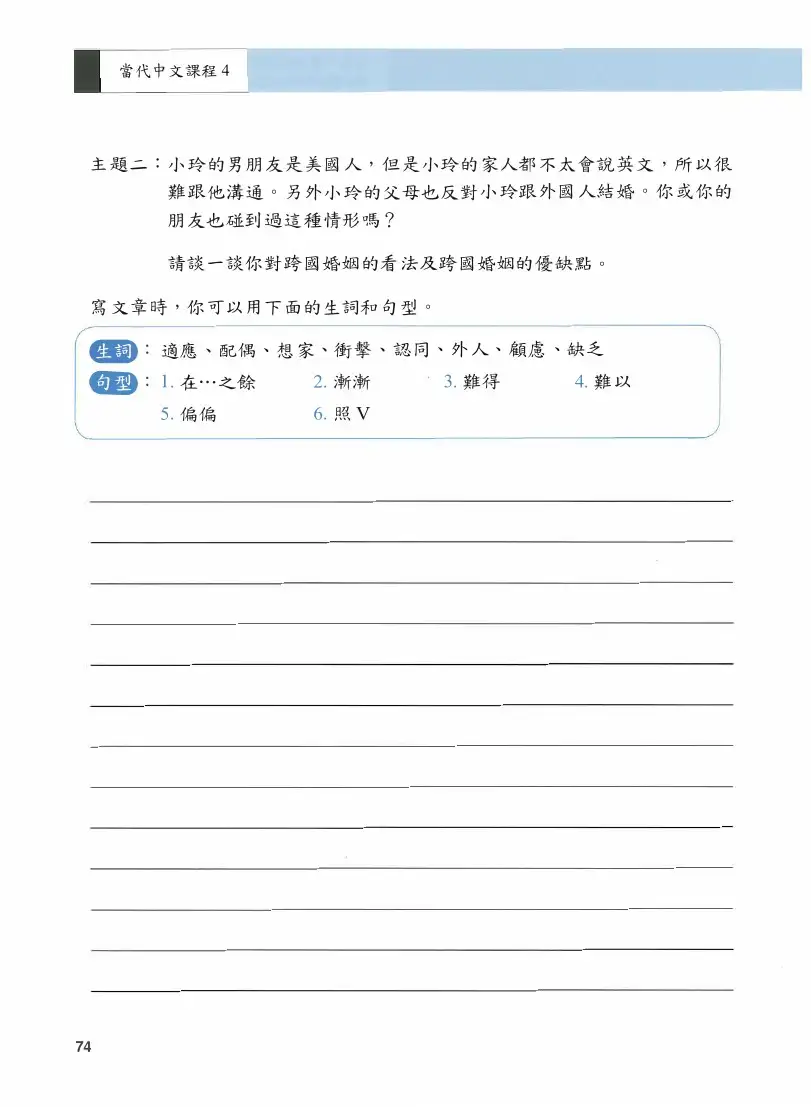 當代中文課程 4
主題二：小玲的男朋友是美國人，但是小玲的家人都不太會說英文，所以很
難跟他溝通。另外小玲的父母也反對小玲跟外國人結婚。你或你的
朋友也碰到過這種情形嗎？
請談一談你對跨國婚姻的看法及跨國婚姻的優缺點。
寫文章時，你可以用下面的生詞和句型。
生詞：適應、配偶、想家、衝擊、認同、外人、顧慮、缺乏
句型：1. 在…之餘 2. 漸漸 3. 難得 4. 難以
5. 偏偏 6. 照 V
74